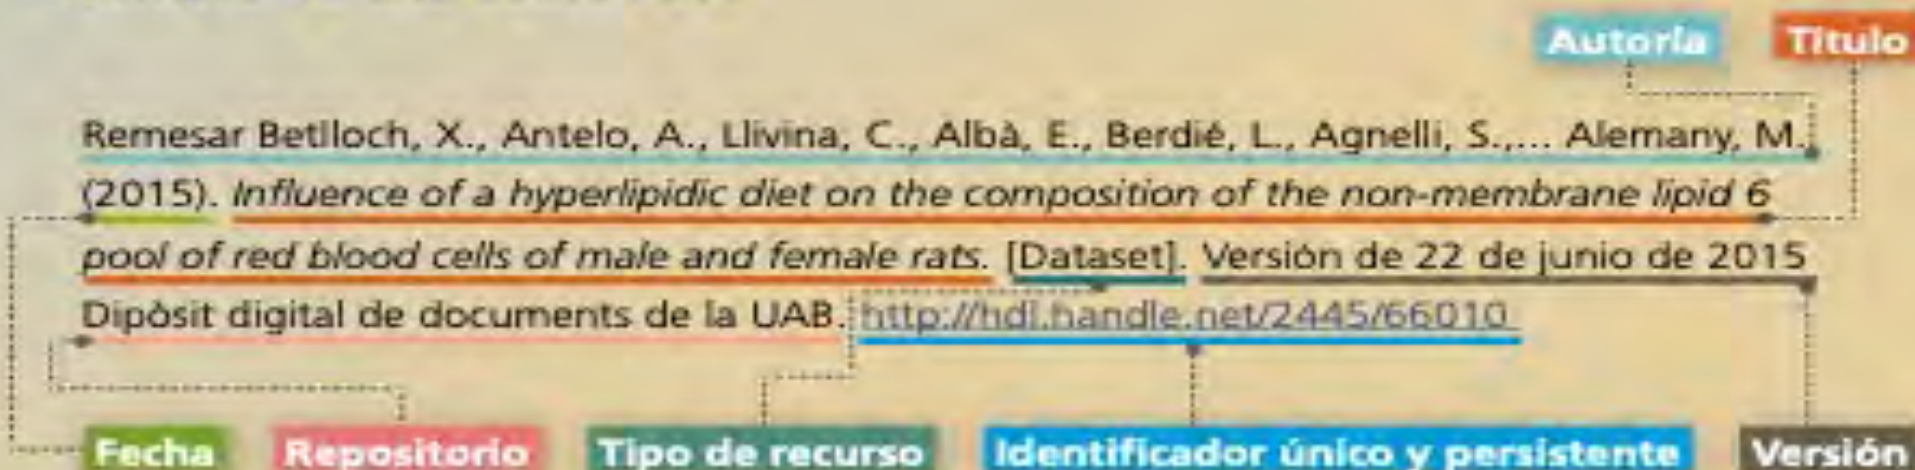 Autoría Título
Remesar Betlloch, X., Antelo, A., Llivina, C., Albà, E., Berdié, L., Agnelli, S.,... Alemany, M.
(2015). Influence of a hyperlipidic diet on the composition of the non-membrane lipid 6
pool of red blood cells of male and female rats. [Dataset]. Versión de 22 de junio de 2015
Dipòsit digital de documents de la UAB. http://hdl.handle.net/2445/66010
Fecha Repositorio Tipo de recurso Identificador único y persistente Versión